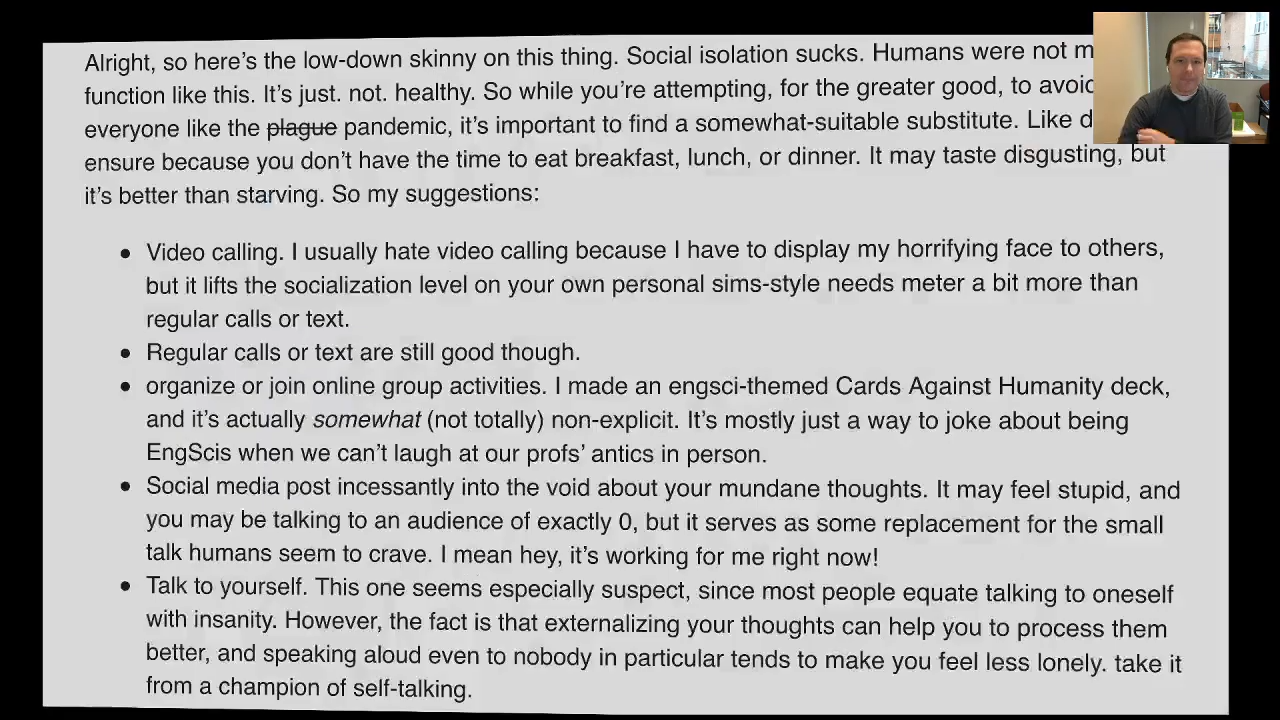 Alright, so here's the low-down skinny on this thing. Social isolation sucks. Humans were not
function like this. It's just. not. healthy. So while you're attempting, for the greater good, to
everyone like the plague pandemic, it's important to find a somewhat-suitable substitute. Like
ensure because you don't have the time to eat breakfast, lunch, or dinner. It may taste disgusting, but
it's better than starving. So my suggestions:
• Video calling. I usually hate video calling because I have to display my horrifying face to others,
but it lifts the socialization level on your own personal sims-style needs meter a bit more than
regular calls or text.
• Regular calls or text are still good though.
• organize or join online group activities. I made an engsci-themed Cards Against Humanity deck,
and it's actually somewhat (not totally) non-explicit. It's mostly just a way to joke about being
EngScis when we can't laugh at our profs' antics in person.
• Social media post incessantly into the void about your mundane thoughts. It may feel stupid, and
you may be talking to an audience of exactly 0, but it serves as some replacement for the small
talk humans seem to crave. I mean hey, it's working for me right now!
• Talk to yourself. This one seems especially suspect, since most people equate talking to oneself
with insanity. However, the fact is that externalizing your thoughts can help you to process them
better, and speaking aloud even to nobody in particular tends to make you feel less lonely. take it
from a champion of self-talking.